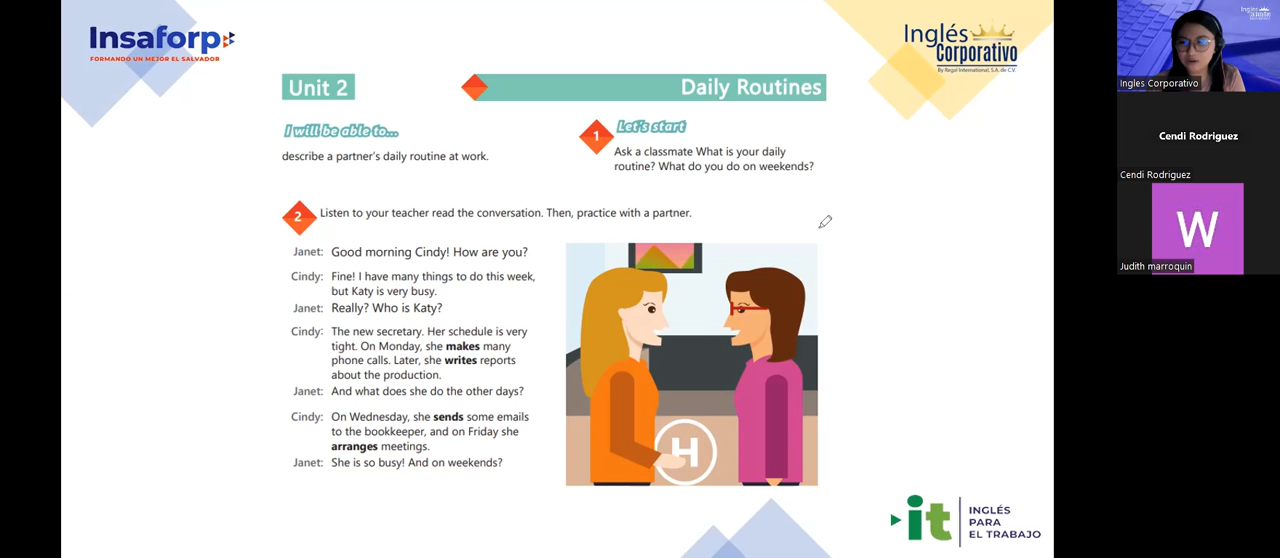 Insaforp
FORMANDO UN MEJOR EL SALVADOR
Inglés
Corporativo
By Regal International, S.A. de C.V.
Unit 2
Daily Routines
I will be able to...
describe a partner's daily routine at work.
1
Let's start
Ask a classmate What is your daily
routine? What do you do on weekends?
2
Listen to your teacher read the conversation. Then, practice with a partner.
Janet: Good morning Cindy! How are you?
Cindy: Fine! I have many things to do this week,
but Katy is very busy.
Janet: Really? Who is Katy?
Cindy: The new secretary. Her schedule is very
tight. On Monday, she makes many
phone calls. Later, she writes reports
about the production.
Janet: And what does she do the other days?
Cindy: On Wednesday, she sends some emails
to the bookkeeper, and on Friday she
arranges meetings.
Janet: She is so busy! And on weekends?
H
it
INGLÉS
PARA
EL TRABAJO
Ingles Corporativo
Cendi Rodriguez
Cendi Rodriguez
W
Judith marroquin